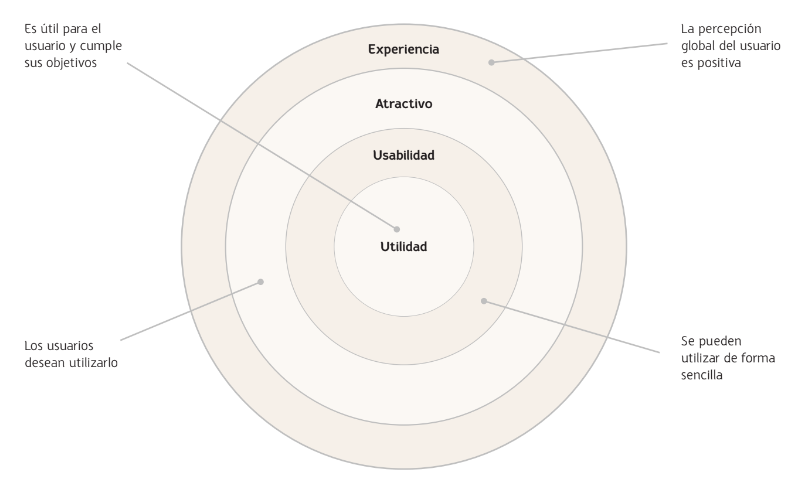 Es útil para el
usuario y cumple
sus objetivos
La percepción
global del usuario
es positiva
Experiencia
Atractivo
Usabilidad
Utilidad
Los usuarios
desean utilizarlo
Se pueden
utilizar de forma
sencilla